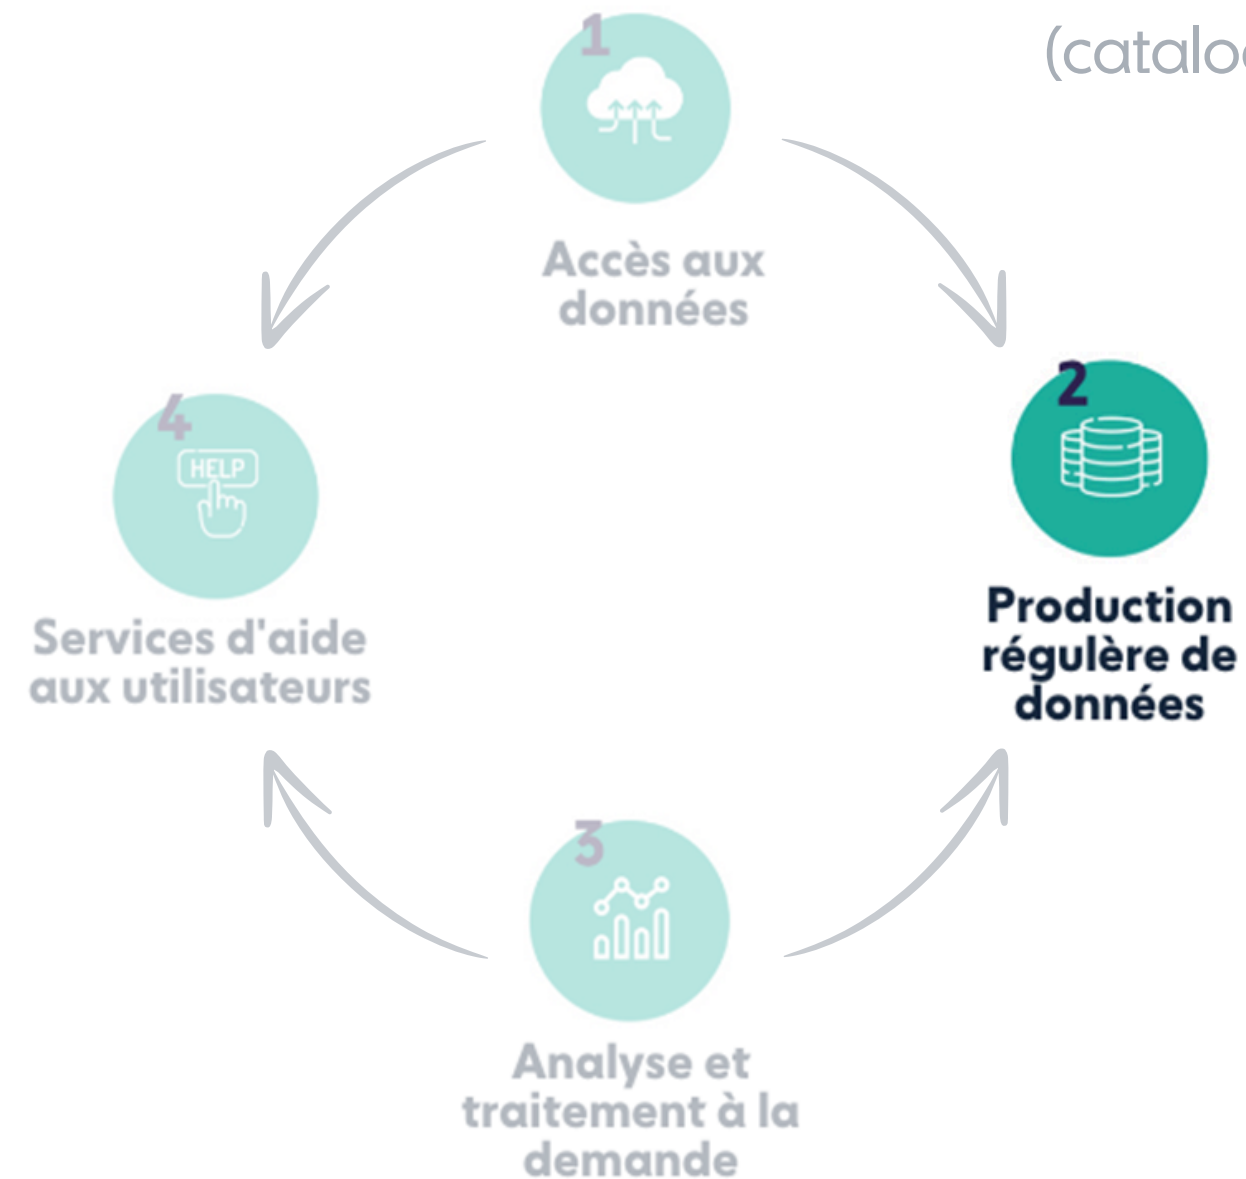 1
(catalo
Accès aux
données
2
Production
régulère de
données
4
HELP
Services d'aide
aux utilisateurs
3
Analyse et
traitement à la
demande